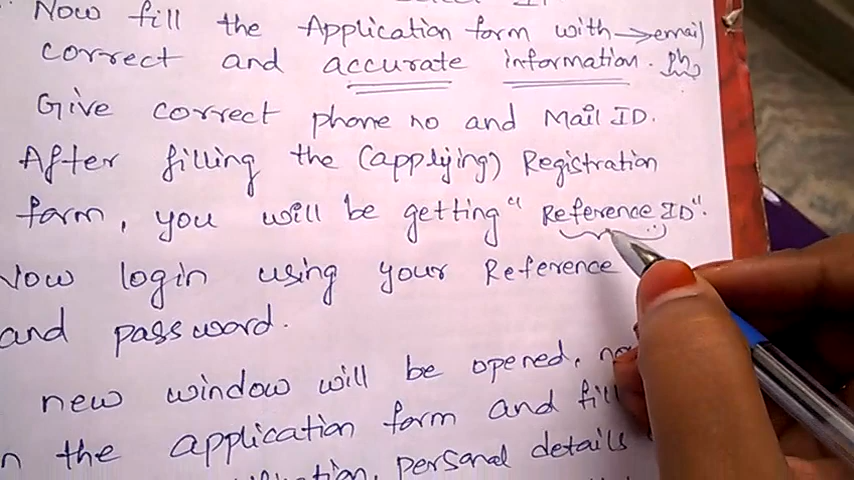 Now fill the Application form with → email
correct and accurate information. Ph
Give correct phone no and Mail ID.
After filling the (applying) Registration
form, you will be getting " Reference ID".
Now login using your Reference
and password.
new window will be opened,
the application form and fill
personal details